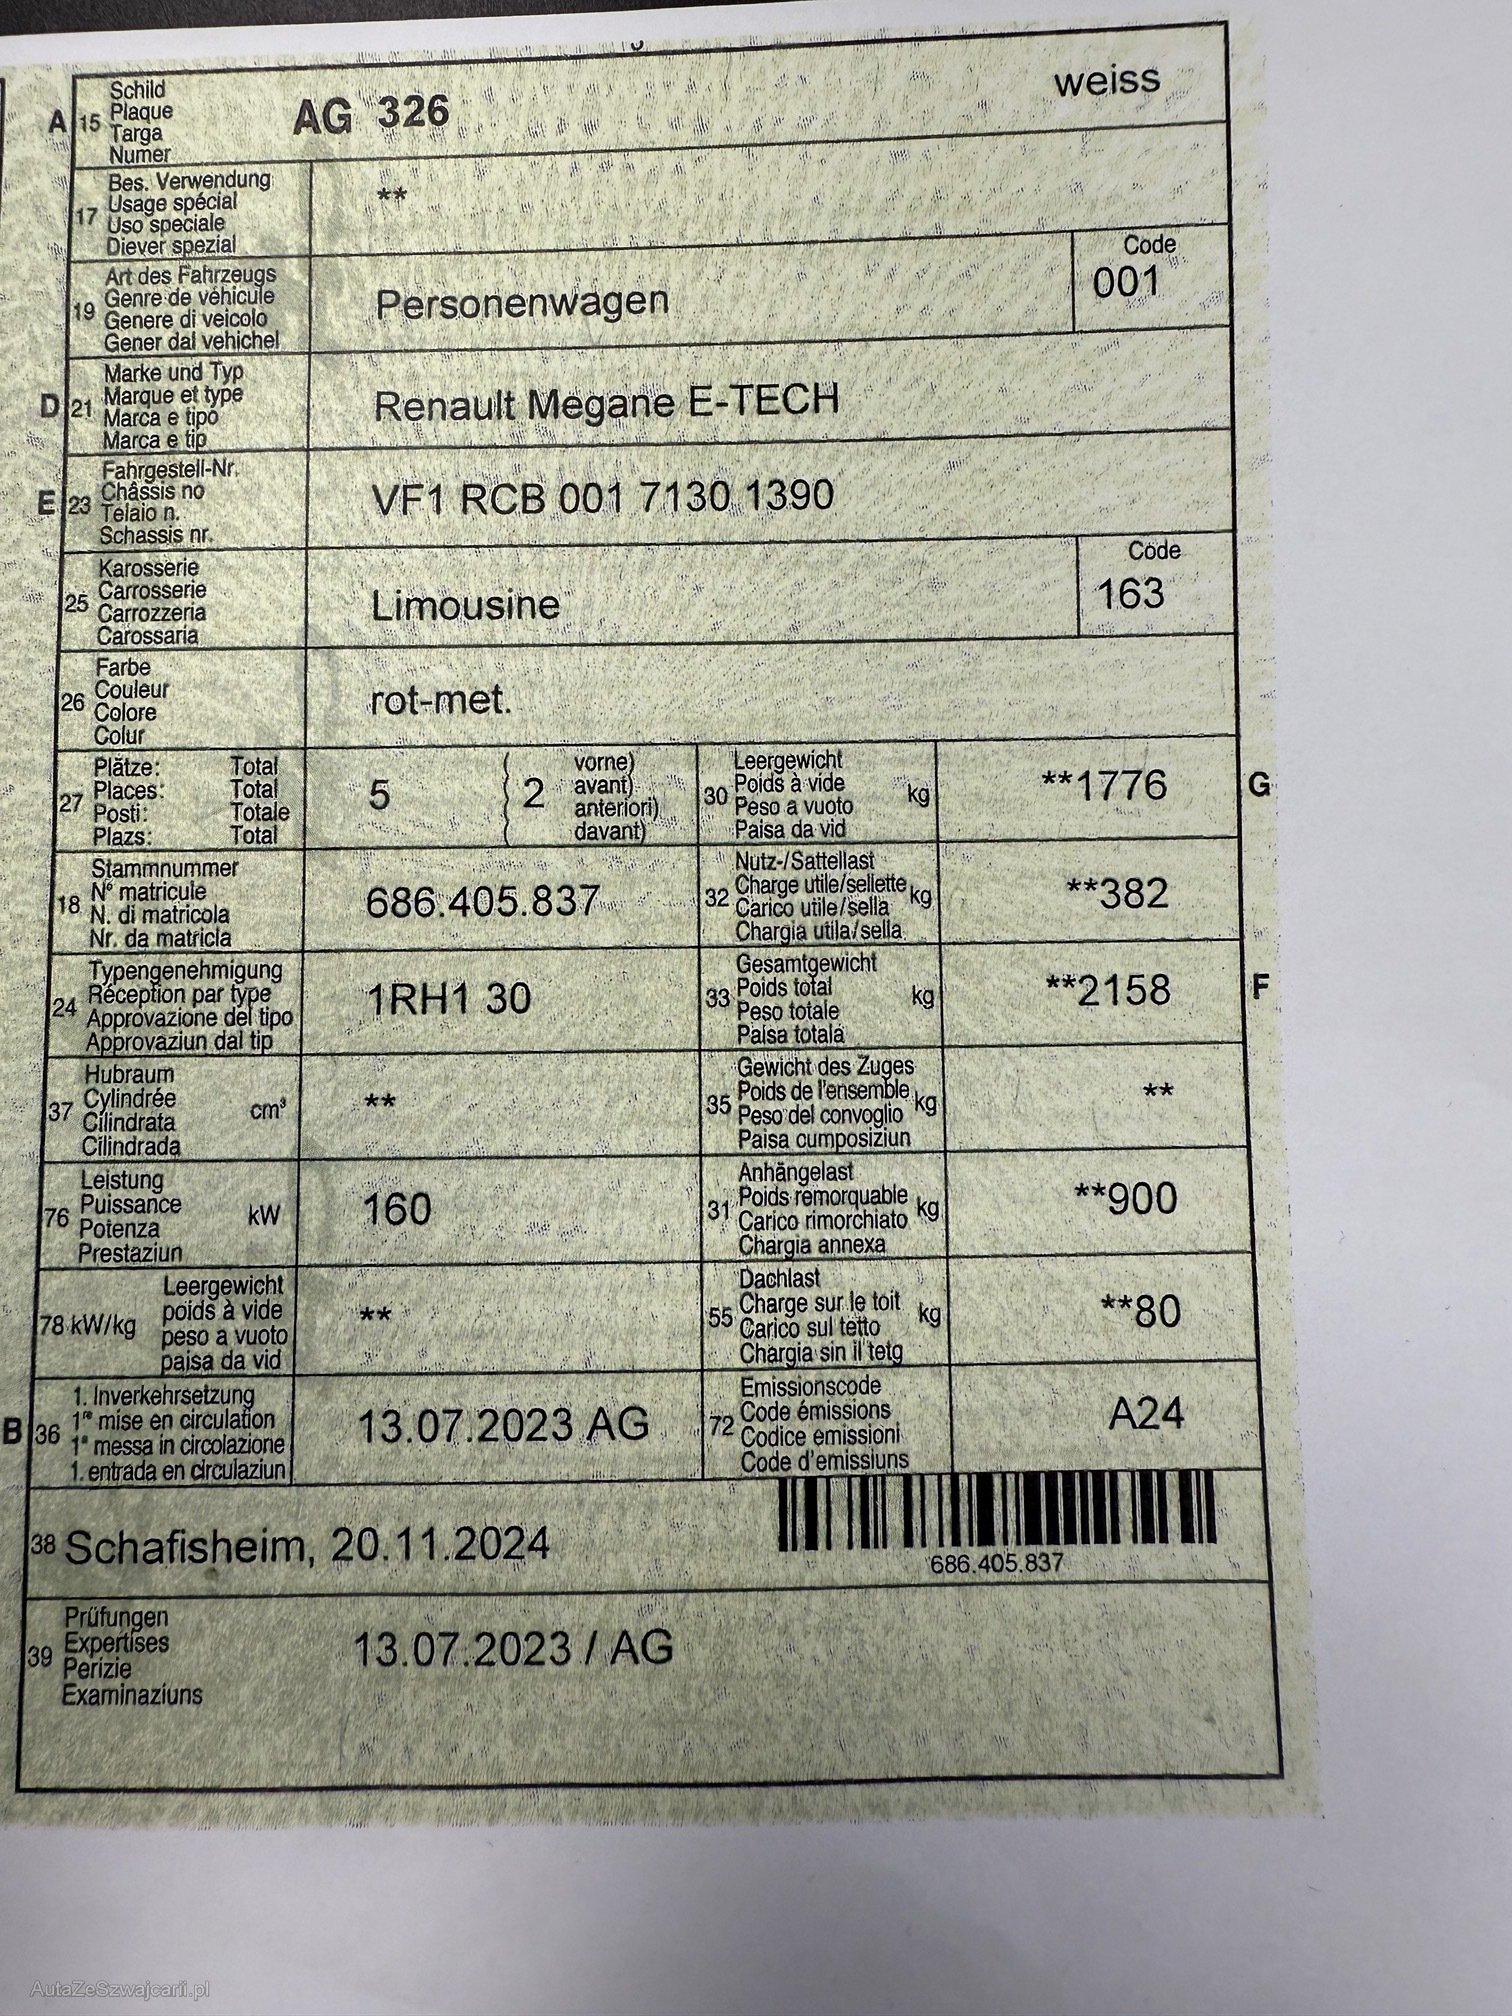 A 15 Schild
Plaque
Targa
Numer
AG 326
weiss
17 Bes. Verwendung
Usage spécial
Uso speciale
Diever spezial
**
19 Art des Fahrzeugs
Genre de véhicule
Genere di veicolo
Gener dal vehichel
Personenwagen
Code
001
D 21 Marke und Typ
Marque et type
Marca e tipo
Marca e tip
Renault Megane E-TECH
E 23 Fahrgestell-Nr.
Châssis no
Telaio n.
Schassis nr.
VF1 RCB 001 7130 1390
25 Karosserie
Carrosserie
Carrozzeria
Carossaria
Limousine
Code
163
26 Farbe
Couleur
Colore
Colur
rot-met.
27 Plätze: Total
Places: Total
Posti: Totale
Plazs: Total
5
( 2 vorne)
( avant)
( anteriori)
( davant)
30 Leergewicht
Poids à vide
Peso a vuoto
Paisa da vid
kg
**1776
G
18 Stammnummer
N° matricule
N. di matricola
Nr. da matricla
686.405.837
32 Nutz-/Sattellast
Charge utile/sellette
Carico utile/sella
Chargia utila/sella
kg
**382
24 Typengenehmigung
Réception par type
Approvazione del tipo
Approvaziun dal tip
1RH1 30
33 Gesamtgewicht
Poids total
Peso totale
Paisa totala
kg
**2158
F
37 Hubraum
Cylindrée
Cilindrata
Cilindrada
cm³
**
35 Gewicht des Zuges
Poids de l'ensemble
Peso del convoglio
Paisa cumposiziun
kg
**
76 Leistung
Puissance
Potenza
Prestaziun
kW
160
31 Anhängelast
Poids remorquable
Carico rimorchiato
Chargia annexa
kg
**900
78 kW/kg
Leergewicht
poids à vide
peso a vuoto
paisa da vid
**
55 Dachlast
Charge sur le toit
Carico sul tetto
Chargia sin il tetg
kg
**80
B 36 1. Inverkehrsetzung
1re mise en circulation
1a messa in circolazione
1. entrada en circulaziun
13.07.2023 AG
72 Emissionscode
Code émissions
Codice emissioni
Code d'emissiuns
A24
38 Schafisheim, 20.11.2024
686.405.837
39 Prüfungen
Expertises
Perizie
Examinaziuns
13.07.2023 / AG
AutaZeSzwajcarii.pl